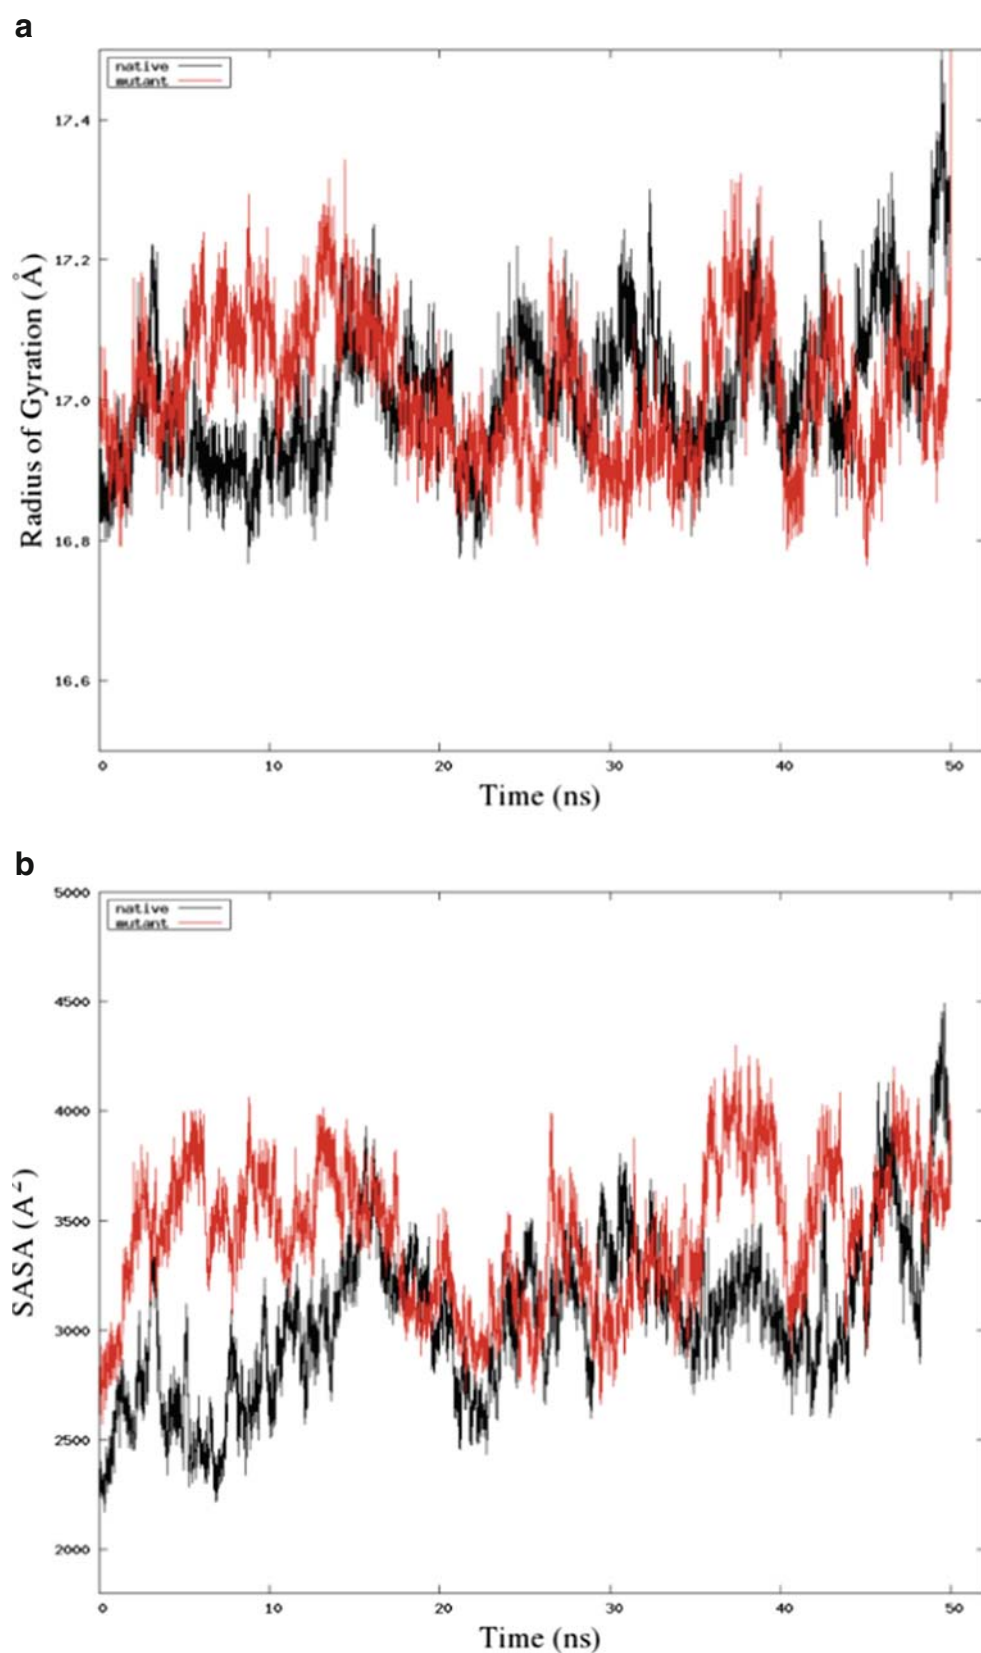 a
native
mutant
17.4
17.2
17.0
16.8
16.6
Radius of Gyration (Å)
0 10 20 30 40 50
Time (ns)
b
5000
native
mutant
4500
4000
3500
3000
2500
2000
SASA (A²)
0 10 20 30 40 50
Time (ns)